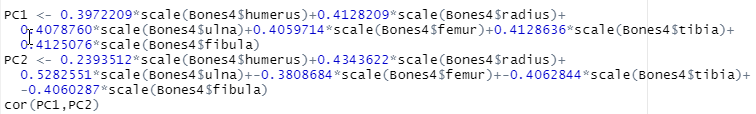 PC1 <- 0.3972209*scale(Bones4$humerus)+0.4128209*scale(Bones4$radius)+
0.4078760*scale(Bones4$ulna)+0.4059714*scale(Bones4$femur)+0.4128636*scale(Bones4$tibia)+
0.4125076*scale(Bones4$fibula)
PC2 <- 0.2393512*scale(Bones4$humerus)+0.4343622*scale(Bones4$radius)+
0.5282551*scale(Bones4$ulna)+-0.3808684*scale(Bones4$femur)+-0.4062844*scale(Bones4$tibia)+
-0.4060287*scale(Bones4$fibula)
cor(PC1,PC2)